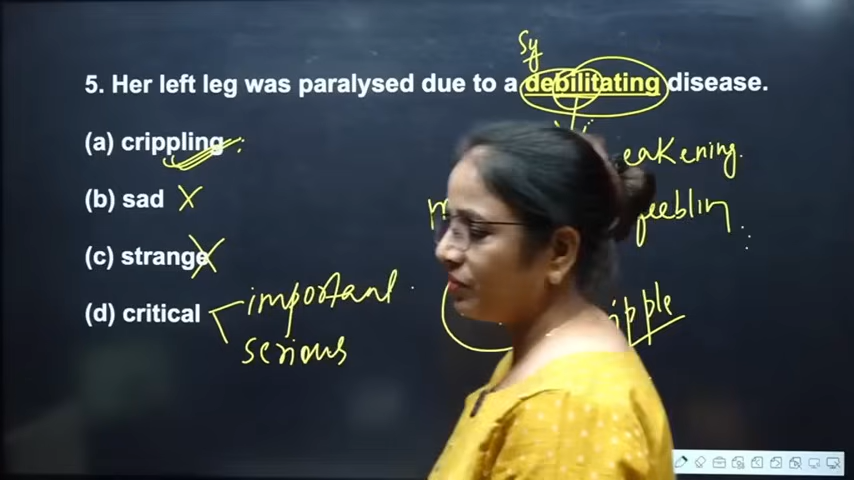 Sy
5. Her left leg was paralysed due to a debilitating disease.
(a) crippling
eakening.
(b) sad
(c) strange
important
(d) critical
ipple
serious